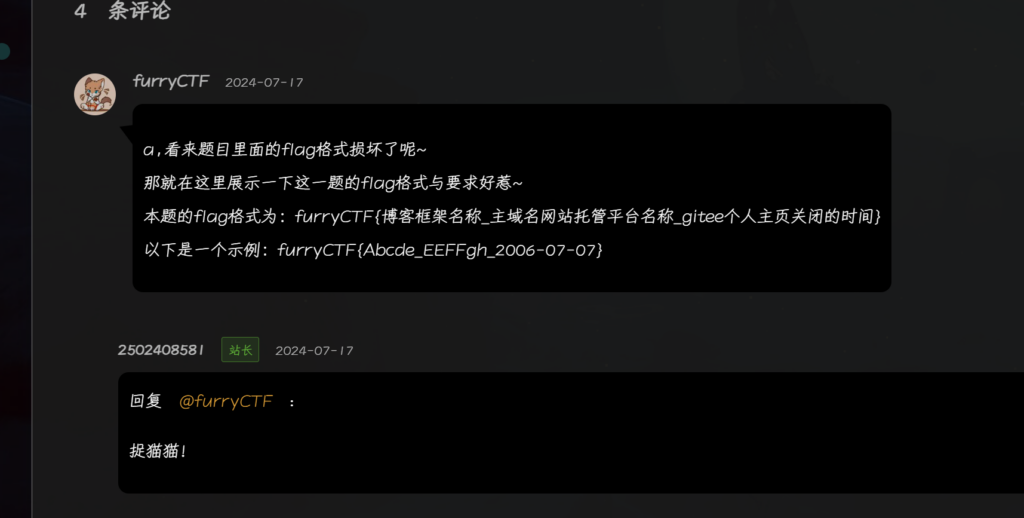 4 条评论
furryCTF 2024-07-17
a,看来题目里面的flag格式损坏了呢~
那就在这里展示一下这一题的flag格式与要求好惹~
本题的flag格式为：furryCTF{博客框架名称_主域名网站托管平台名称_gitee个人主页关闭的时间}
以下是一个示例：furryCTF{Abcde_EEFFgh_2006-07-07}
2502408581 站长 2024-07-17
回复 @furryCTF ：
捉猫猫！